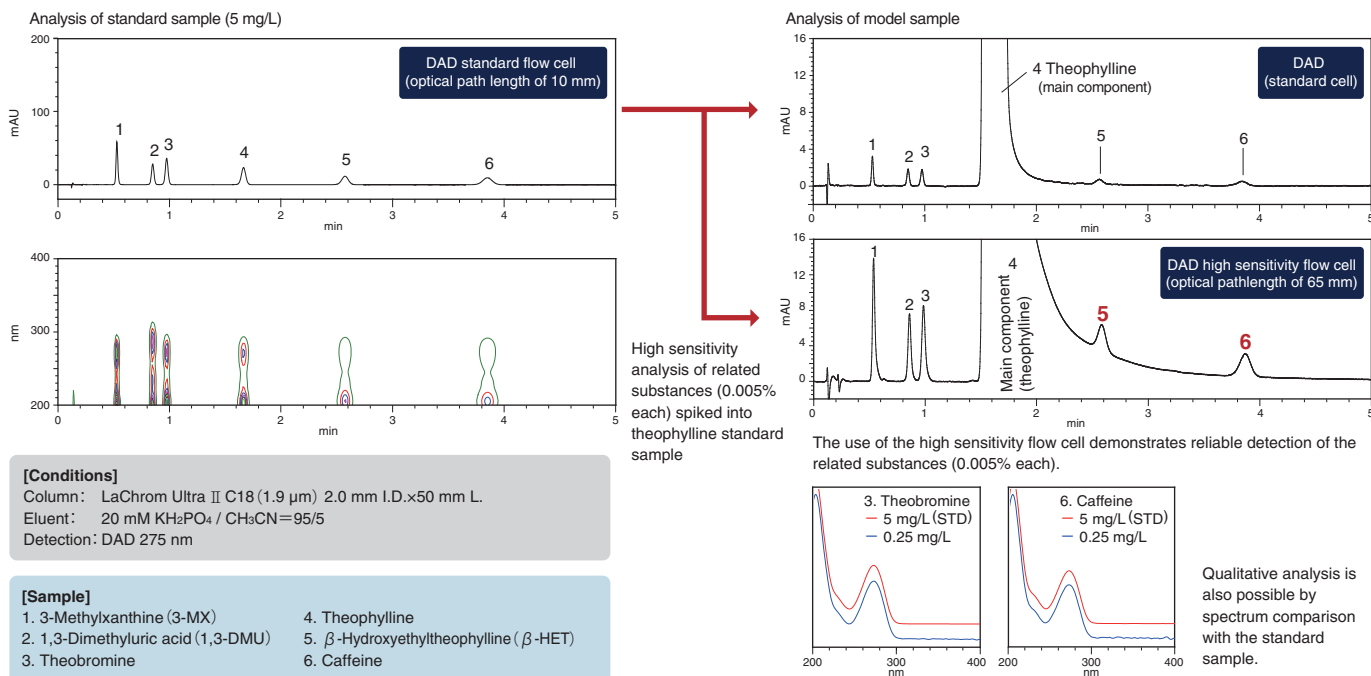 Analysis of standard sample (5 mg/L)
200
100
0
mAU
DAD standard flow cell
(optical path length of 10 mm)
1
2
3
4
5
6
0
1
2
3
4
5
min
400
300
200
nm
0
1
2
3
4
5
min
High sensitivity
analysis of related
substances (0.005%
each) spiked into
theophylline standard
sample
[Conditions]
Column: LaChrom Ultra Ⅱ C18 (1.9 µm) 2.0 mm I.D.×50 mm L.
Eluent: 20 mM KH₂PO₄ / CH₃CN=95/5
Detection: DAD 275 nm
[Sample]
1. 3-Methylxanthine (3-MX)
2. 1,3-Dimethyluric acid (1,3-DMU)
3. Theobromine
4. Theophylline
5. β-Hydroxyethyltheophylline (β-HET)
6. Caffeine
Analysis of model sample
16
12
8
4
0
mAU
4 Theophylline
(main component)
DAD
(standard cell)
1
2
3
5
6
0
1
2
3
4
5
min
16
12
8
4
0
mAU
DAD high sensitivity flow cell
(optical pathlength of 65 mm)
1
2
3
4
Main component
(theophylline)
5
6
0
1
2
3
4
5
min
The use of the high sensitivity flow cell demonstrates reliable detection of the
related substances (0.005% each).
3. Theobromine
5 mg/L (STD)
0.25 mg/L
200
300
400
nm
6. Caffeine
5 mg/L (STD)
0.25 mg/L
200
300
400
nm
Qualitative analysis is
also possible by
spectrum comparison
with the standard
sample.